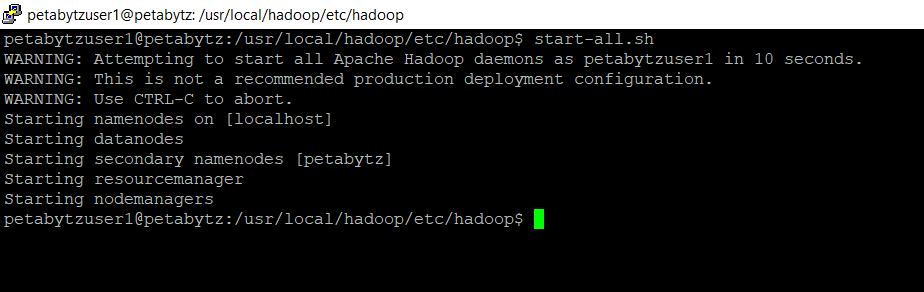 petabytzuser1@petabytz: /usr/local/hadoop/etc/hadoop
petabytzuser1@petabytz:/usr/local/hadoop/etc/hadoop$ start-all.sh
WARNING: Attempting to start all Apache Hadoop daemons as petabytzuser1 in 10 seconds.
WARNING: This is not a recommended production deployment configuration.
WARNING: Use CTRL-C to abort.
Starting namenodes on [localhost]
Starting datanodes
Starting secondary namenodes [petabytz]
Starting resourcemanager
Starting nodemanagers
petabytzuser1@petabytz:/usr/local/hadoop/etc/hadoop$